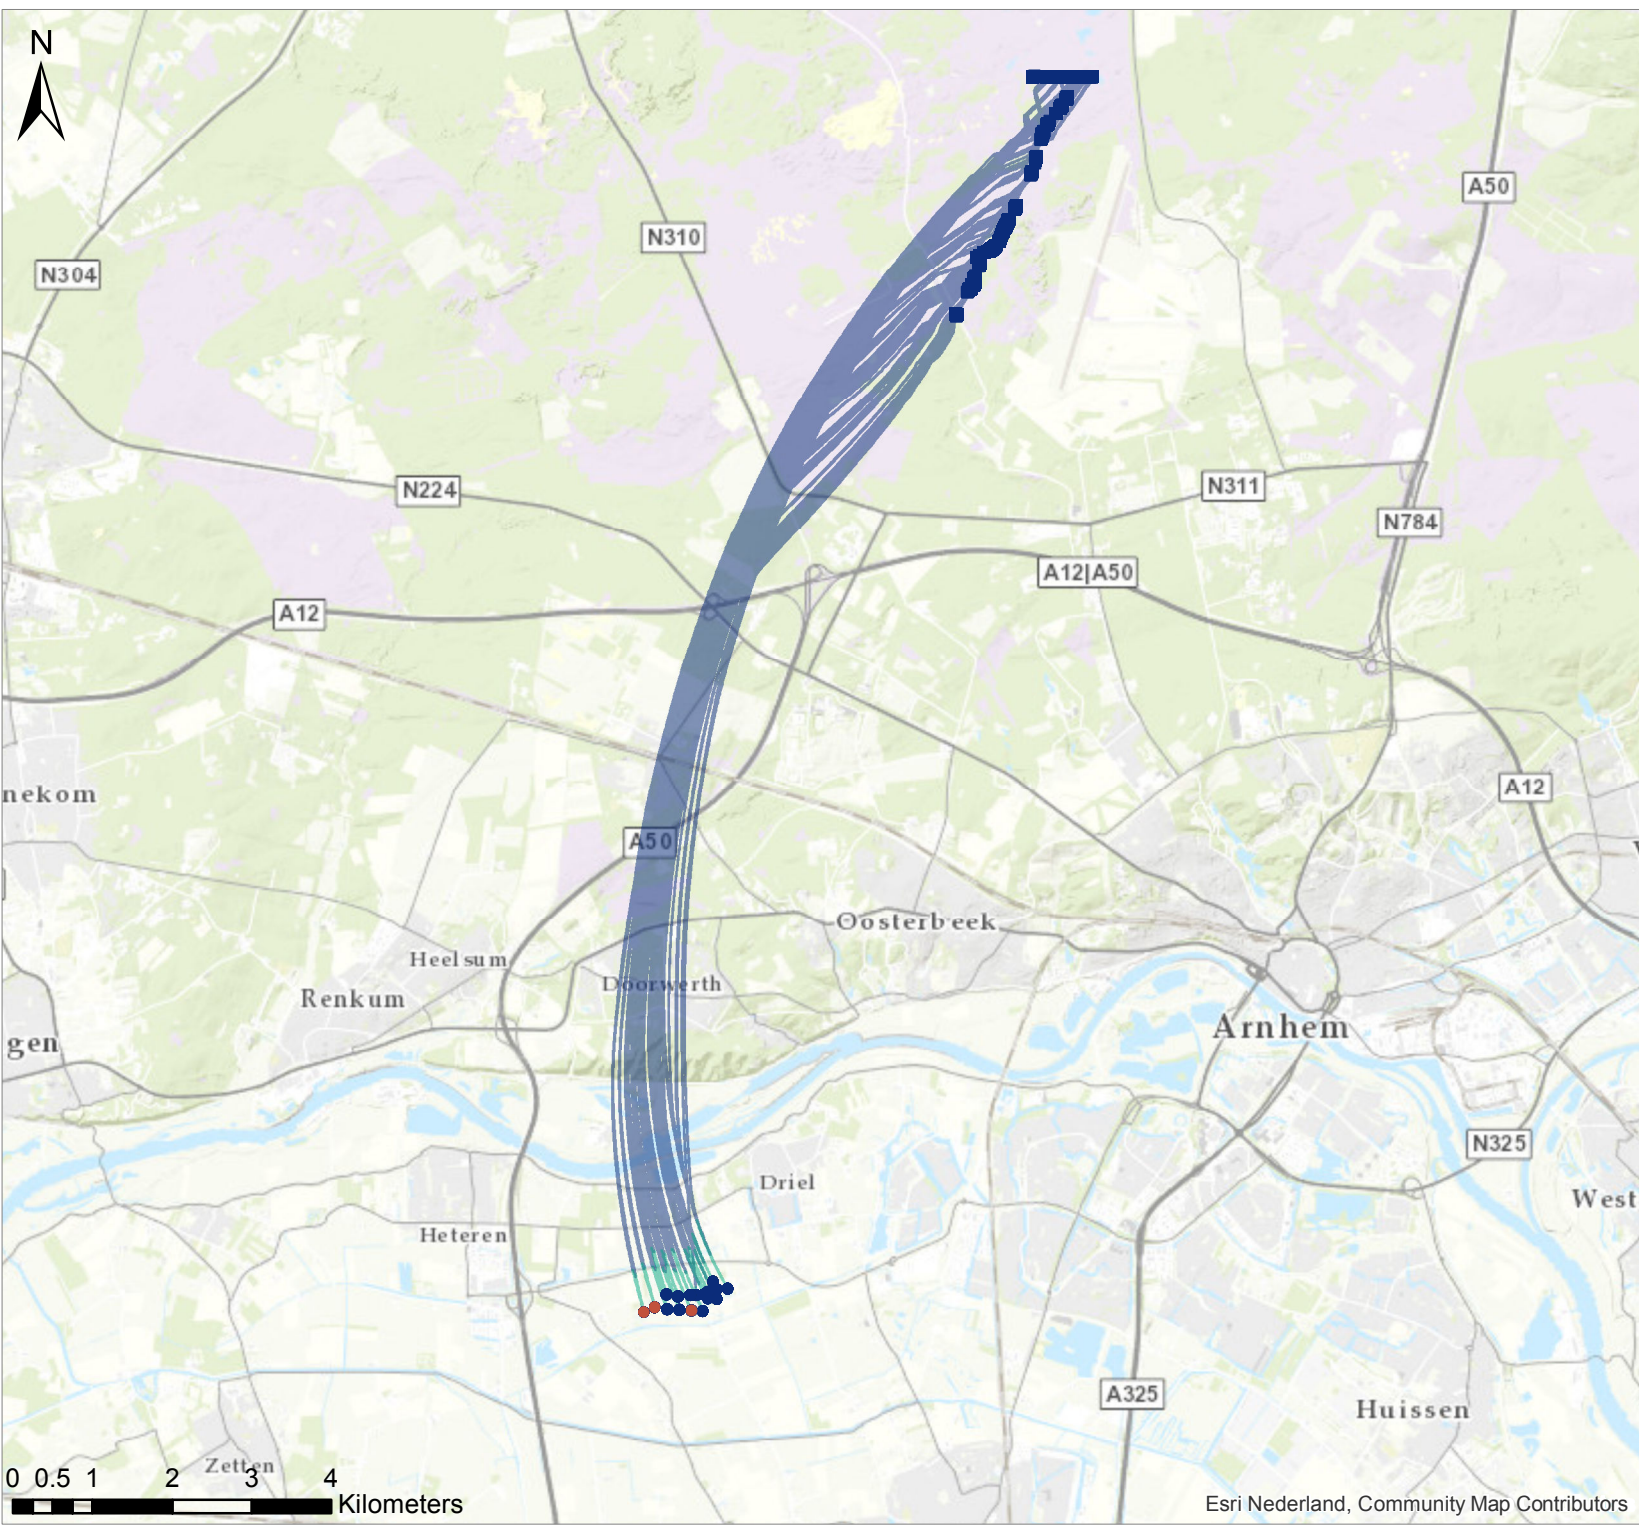 N
A50
N310
N304
N224
N311
N784
A12|A50
A12
A12
nekom
A50
Oosterbeek
Heelsum
Doorwerth
Renkum
Arnhem
gen
N325
Driel
West
Heteren
A325
Huissen
Zetten
0 0.5 1 2 3 4
Kilometers
Esri Nederland, Community Map Contributors